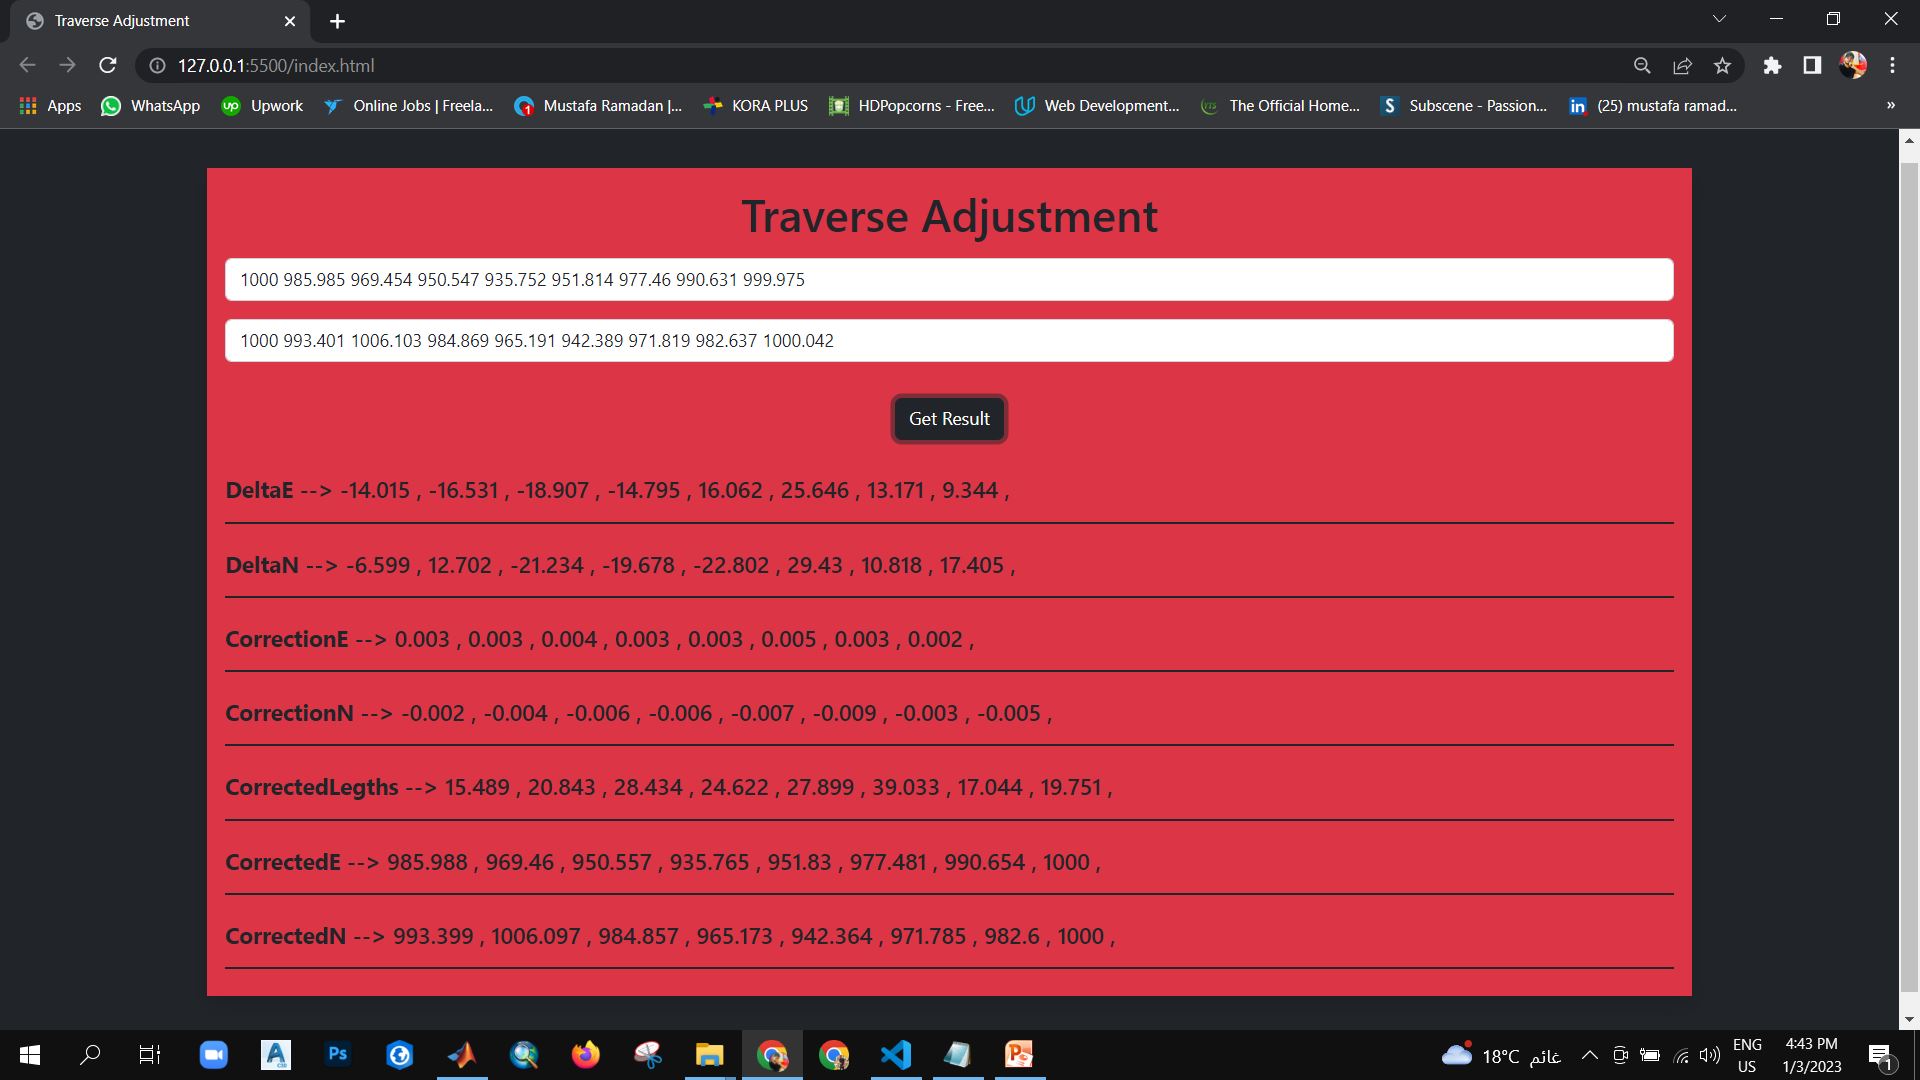 Traverse Adjustment
127.0.0.1:5500/index.html
Apps WhatsApp up Upwork Online Jobs | Freela... 1 Mustafa Ramadan |... KORA PLUS HDPopcorns - Free... Web Development... YTS The Official Home... S Subscene - Passion... in (25) mustafa ramad... »
Traverse Adjustment
1000 985.985 969.454 950.547 935.752 951.814 977.46 990.631 999.975
1000 993.401 1006.103 984.869 965.191 942.389 971.819 982.637 1000.042
Get Result
DeltaE --> -14.015 , -16.531 , -18.907 , -14.795 , 16.062 , 25.646 , 13.171 , 9.344 ,
DeltaN --> -6.599 , 12.702 , -21.234 , -19.678 , -22.802 , 29.43 , 10.818 , 17.405 ,
CorrectionE --> 0.003 , 0.003 , 0.004 , 0.003 , 0.003 , 0.005 , 0.003 , 0.002 ,
CorrectionN --> -0.002 , -0.004 , -0.006 , -0.006 , -0.007 , -0.009 , -0.003 , -0.005 ,
CorrectedLegths --> 15.489 , 20.843 , 28.434 , 24.622 , 27.899 , 39.033 , 17.044 , 19.751 ,
CorrectedE --> 985.988 , 969.46 , 950.557 , 935.765 , 951.83 , 977.481 , 990.654 , 1000 ,
CorrectedN --> 993.399 , 1006.097 , 984.857 , 965.173 , 942.364 , 971.785 , 982.6 , 1000 ,
A Ps 18°C غائم ENG 4:43 PM
US 1/3/2023 1